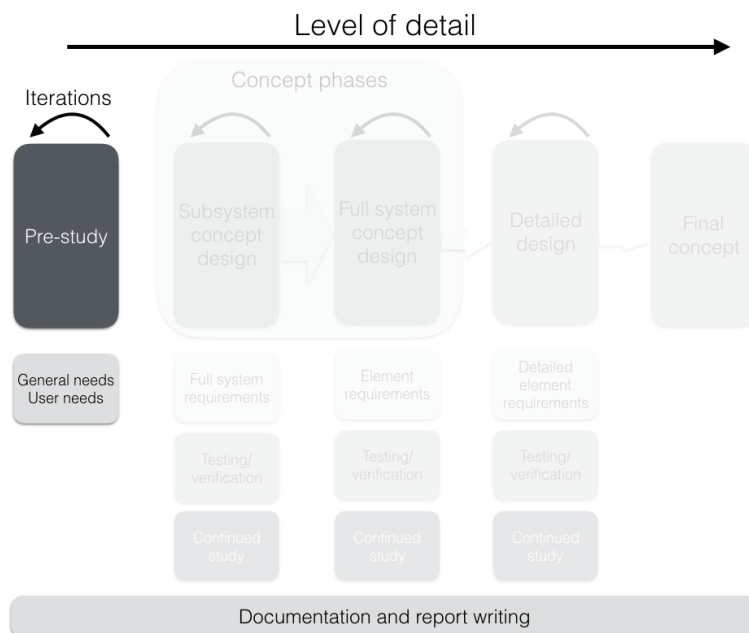 Level of detail
Concept phases
Iterations
Pre-study
Subsystem
concept
design
Full system
concept
design
Detailed
design
Final
concept
General needs
User needs
Full system
requirements
Element
requirements
Detailed
element
requirements
Testing/
verification
Testing/
verification
Testing/
verification
Continued
study
Continued
study
Continued
study
Documentation and report writing